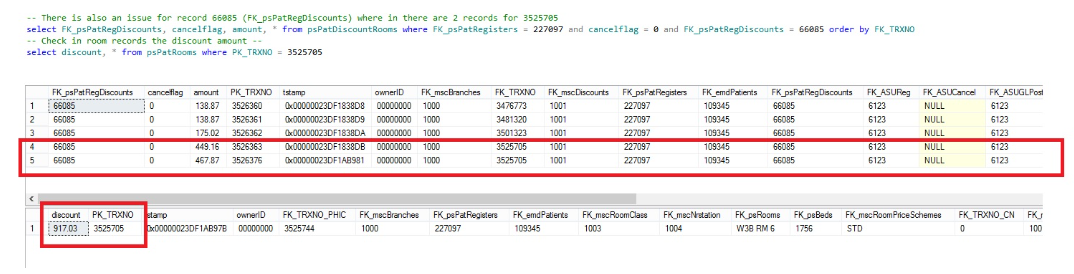 -- There is also an issue for record 66085 (FK_psPatRegDiscounts) where in there are 2 records for 3525705
select FK_psPatRegDiscounts, cancelflag, amount, * from psPatDiscountRooms where FK_psPatRegisters = 227097 and cancelflag = 0 and FK_psPatRegDiscounts = 66085 order by FK_TRXNO
-- Check in room records the discount amount --
select discount, * from psPatRooms where PK_TRXNO = 3525705
FK_psPatRegDiscounts cancelflag amount PK_TRXNO tstamp ownerID FK_mscBranches FK_TRXNO FK_mscDiscounts FK_psPatRegisters FK_emdPatients FK_psPatRegDiscounts FK_ASUReg FK_ASUCancel FK_ASUGLPost
1 66085 0 138.87 3526360 0x00000023DF1838D8 00000000 1000 3476773 1001 227097 109345 66085 6123 NULL 6123
2 66085 0 138.87 3526361 0x00000023DF1838D9 00000000 1000 3481320 1001 227097 109345 66085 6123 NULL 6123
3 66085 0 175.02 3526362 0x00000023DF1838DA 00000000 1000 3501323 1001 227097 109345 66085 6123 NULL 6123
4 66085 0 449.16 3526363 0x00000023DF1838DB 00000000 1000 3525705 1001 227097 109345 66085 6123 NULL 6123
5 66085 0 467.87 3526376 0x00000023DF1AB981 00000000 1000 3525705 1001 227097 109345 66085 6123 NULL 6123
discount PK_TRXNO tstamp ownerID FK_TRXNO_PHIC FK_mscBranches FK_psPatRegisters FK_emdPatients FK_mscRoomClass FK_mscNrstation FK_psRooms FK_psBeds FK_mscRoomPriceSchemes FK_TRXNO_CN
1 917.03 3525705 0x00000023DF1AB97B 00000000 3525744 1000 227097 109345 1003 1004 W3B RM 6 1756 STD 0 100